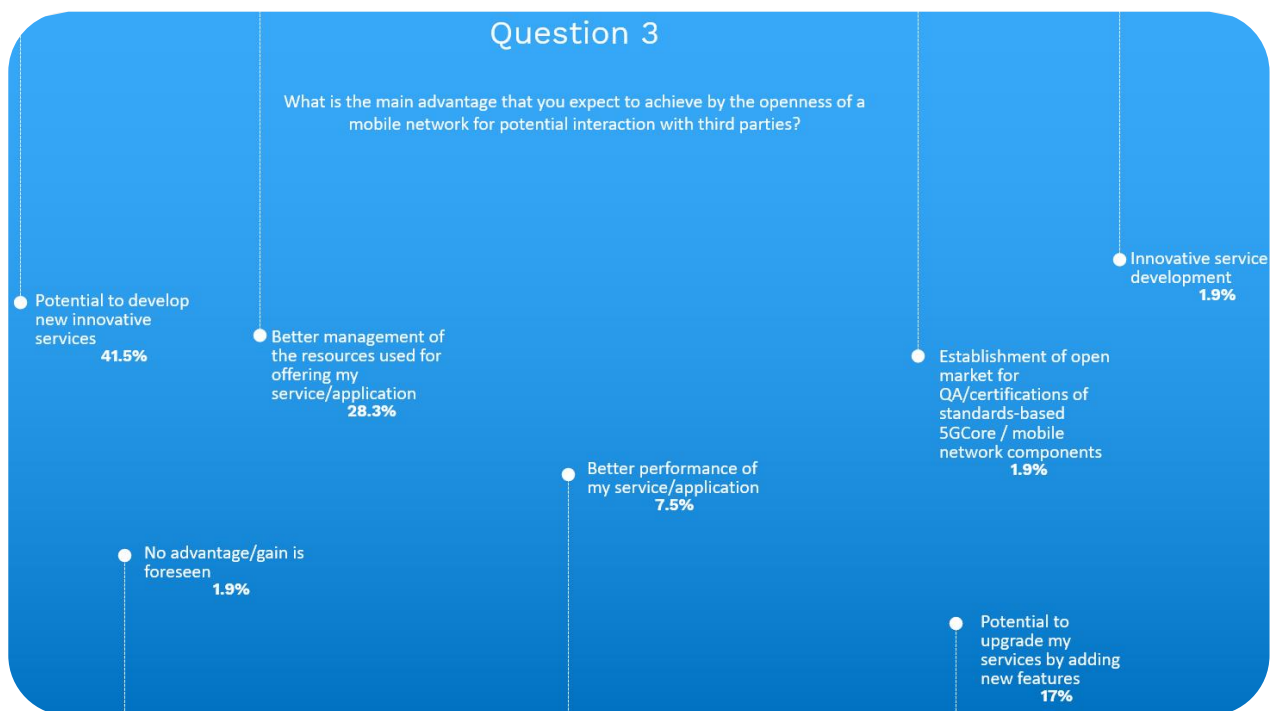 Question 3
What is the main advantage that you expect to achieve by the openness of a
mobile network for potential interaction with third parties?
Potential to develop
new innovative
services
41.5%
Better management of
the resources used for
offering my
service/application
28.3%
Innovative service
development
1.9%
Establishment of open
market for
QA/certifications of
standards-based
5GCore / mobile
network components
1.9%
Better performance of
my service/application
7.5%
No advantage/gain is
foreseen
1.9%
Potential to
upgrade my
services by adding
new features
17%